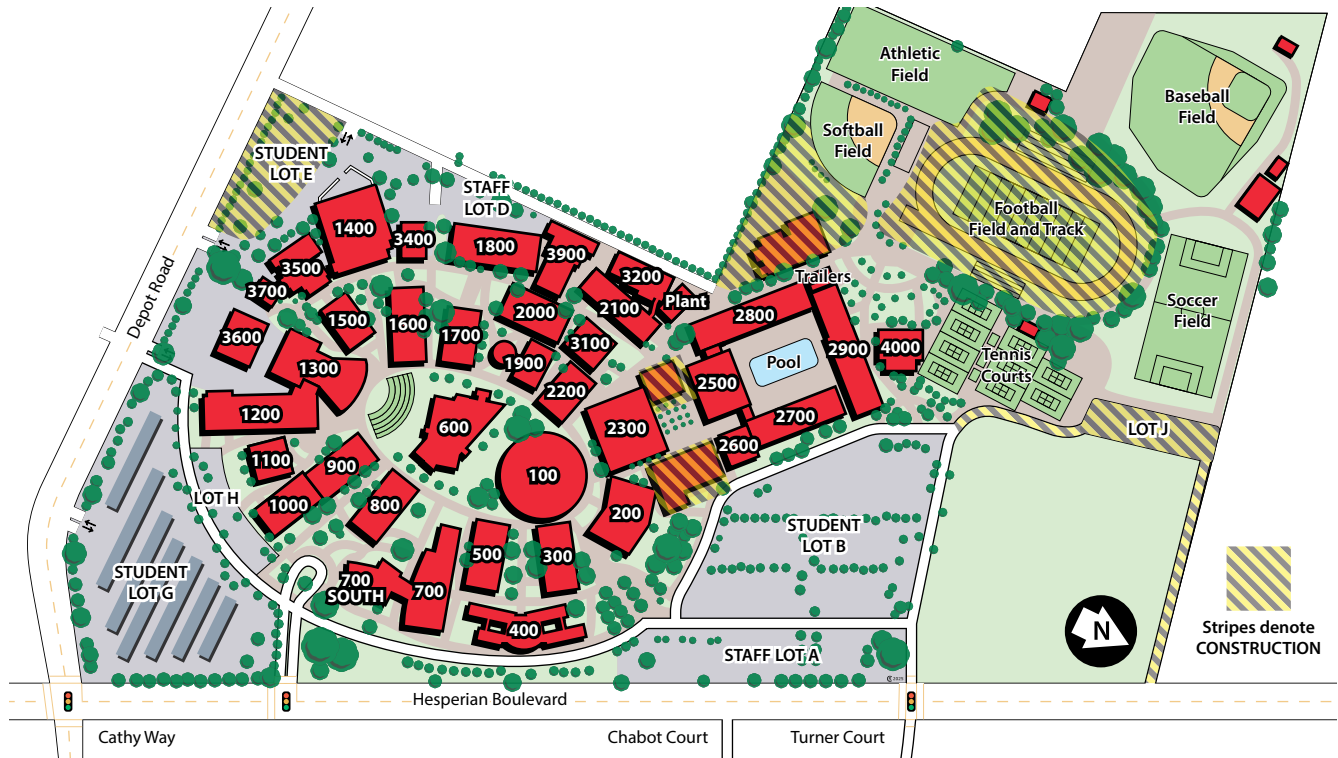 Athletic
Field
Baseball
Field
Softball
Field
STUDENT
LOT E
STAFF
LOT D
Football
Field and Track
1400
3400
1800
3900
3500
3200
Trailers
3700
2100
Plant
Soccer
Field
Depot Road
1500
1600
1700
2000
2800
3600
3100
2900
4000
1300
1900
Pool
Tennis
Courts
2200
2500
1200
600
2300
2700
LOT J
2600
1100
900
100
LOT H
1000
800
200
STUDENT
LOT B
500
300
STUDENT
LOT G
700
SOUTH
700
400
N
Stripes denote
CONSTRUCTION
STAFF LOT A
2023
Hesperian Boulevard
Cathy Way
Chabot Court
Turner Court